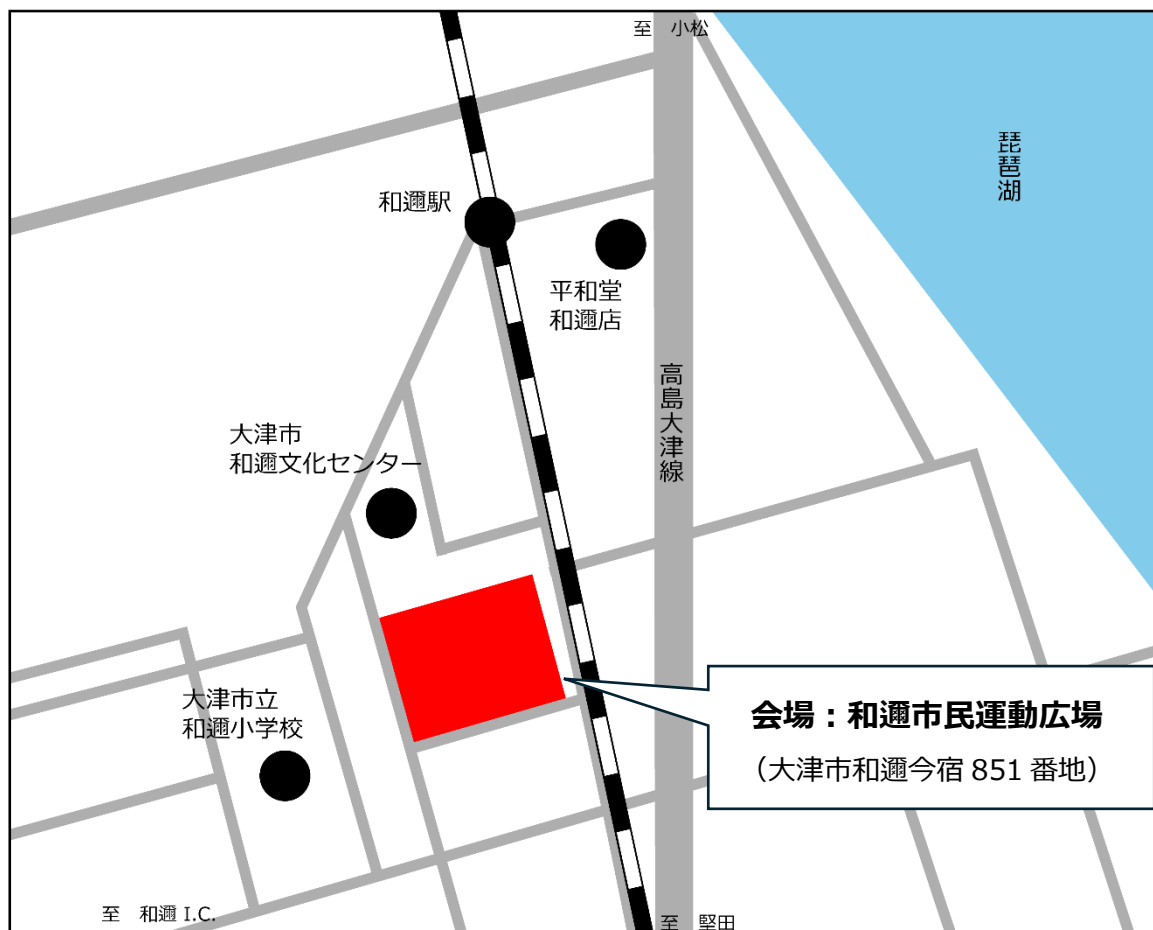 至　小松
琵琶湖
和邇駅
平和堂
和邇店
高島大津線
大津市
和邇文化センター
大津市立
和邇小学校
会場：和邇市民運動広場
（大津市和邇今宿 851 番地）
至　和邇 I.C.
至　堅田